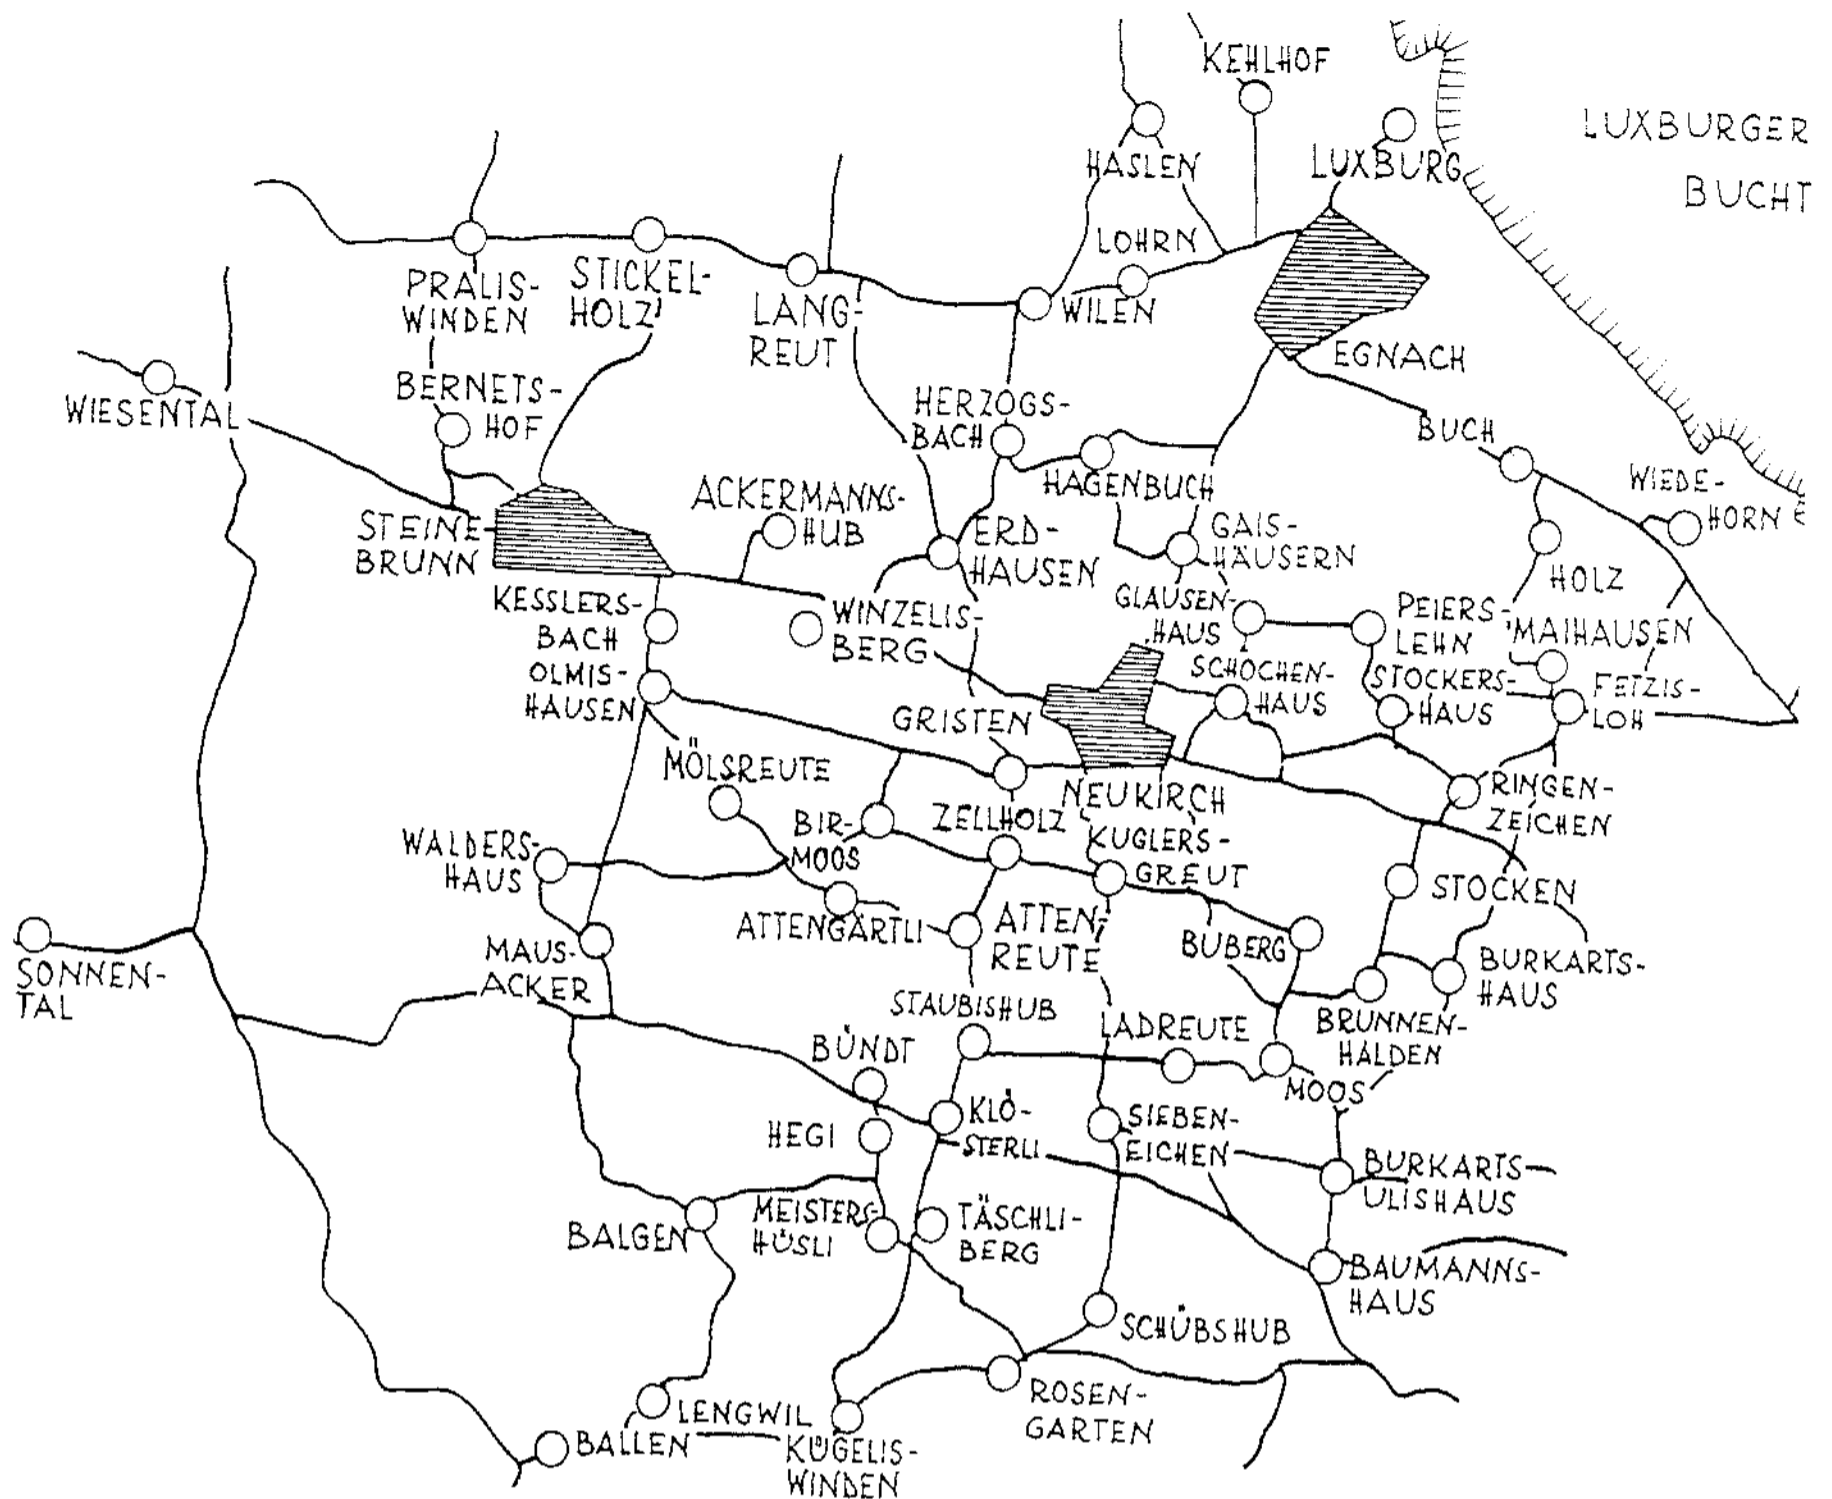 KEHLHOF
LUXBURGER
BUCHT
HASLEN
LUXBURG
LOHRN
PRALIS-
WINDEN
STICKEL-
HOLZ
LANG-
REUT
WILEN
EGNACH
WIESENTAL
BERNETS-
HOF
HERZOGS-
BACH
BUCH
HAGENBUCH
WIEDE-
HORN
STEINE-
BRUNN
ACKERMANNS-
HUB
ERD-
HAUSEN
GAIS-
HÄUSERN
HOLZ
KESSLERS-
BACH
WINZELIS-
BERG
GLAUSEN-
HAUS
PEIERS-
LEHN
MAIHAUSEN
OLMIS-
HAUSEN
SCHOCHEN-
HAUS
STOCKERS-
HAUS
FETZIS-
LOH
GRISTEN
MÖLSREUTE
NEUKIRCH
RINGEN-
ZEICHEN
BIR-
MOOS
ZELLHOLZ
KUGLERS-
GREUT
WALDERS-
HAUS
STOCKEN
ATTENGÄRTLI
ATTEN-
REUTE
BUBERG
SONNEN-
TAL
MAUS-
ACKER
BURKARTS-
HAUS
STAUBISHUB
LADREUTE
BRUNNEN-
HALDEN
BÜNDT
MOOS
HEGI
KLÖ-
STERLI
SIEBEN-
EICHEN
BURKARTS-
ULISHAUS
BALGEN
MEISTERS-
HÜSLI
TÄSCHLI-
BERG
BAUMANNS-
HAUS
SCHÜBSHUB
ROSEN-
GARTEN
LENGWIL
BALLEN
KÜGELIS-
WINDEN